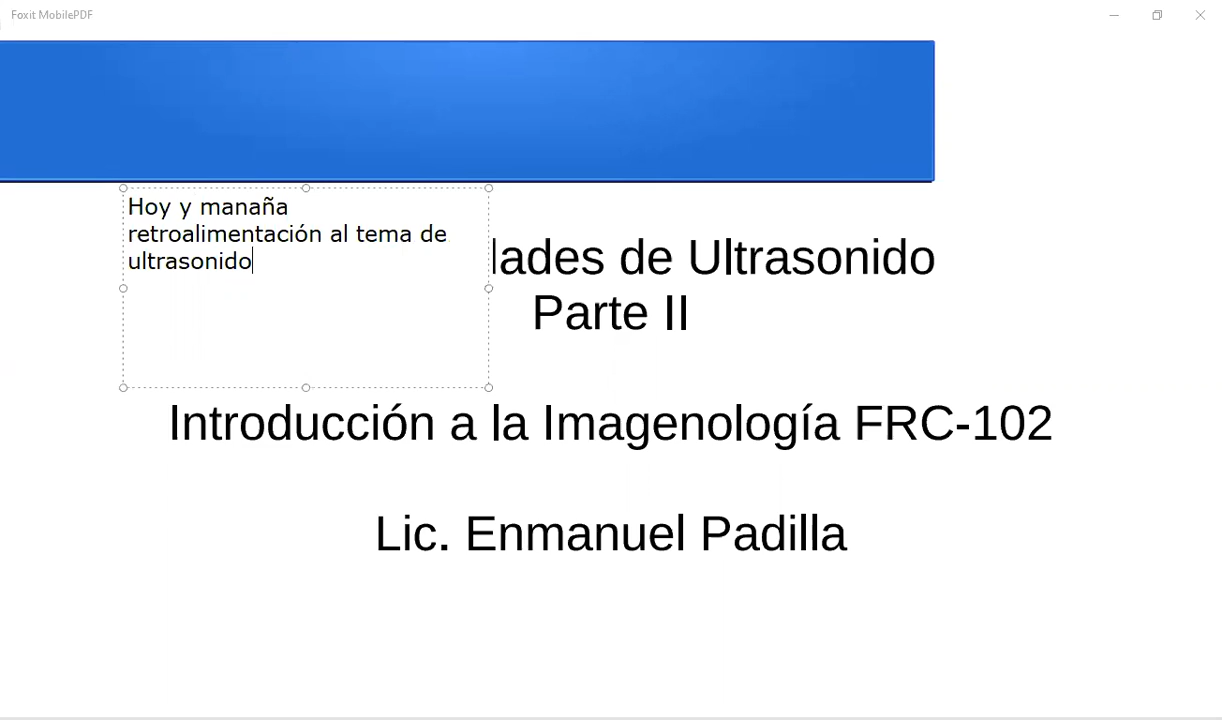 Foxit MobilePDF
Hoy y manaña
retroalimentación al tema de
ultrasonido
lades de Ultrasonido
Parte II
Introducción a la Imagenología FRC-102
Lic. Enmanuel Padilla